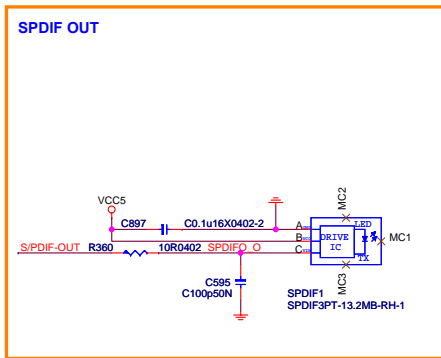 SPDIF OUT
VCC5
C897 C0.1u16X0402-2
MC2
A
LED
B
DRIVE
IC
MC1
S/PDIF-OUT R360 10R0402 SPDIFO_O
C
TX
MC3
C595
C100p50N
SPDIF1
SPDIF3PT-13.2MB-RH-1